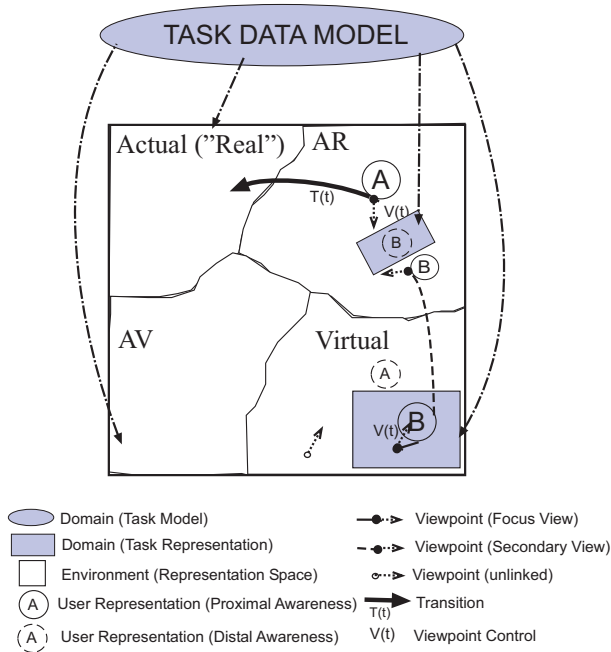 TASK DATA MODEL
Actual ("Real")
AR
A
T(t)
V(t)
B
B
AV
Virtual
A
V(t)
B
Domain (Task Model)
Domain (Task Representation)
Environment (Representation Space)
A User Representation (Proximal Awareness)
A User Representation (Distal Awareness)
Viewpoint (Focus View)
Viewpoint (Secondary View)
Viewpoint (unlinked)
T(t) Transition
V(t) Viewpoint Control